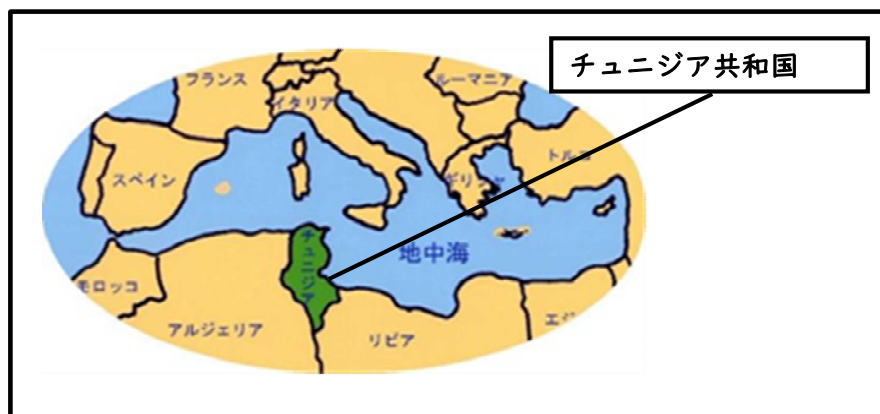 チュニジア共和国
フランス
ルーマニア
イタリア
トルコ
スペイン
ギリシャ
チュニジア
地中海
モロッコ
アルジェリア
リビア
エジ